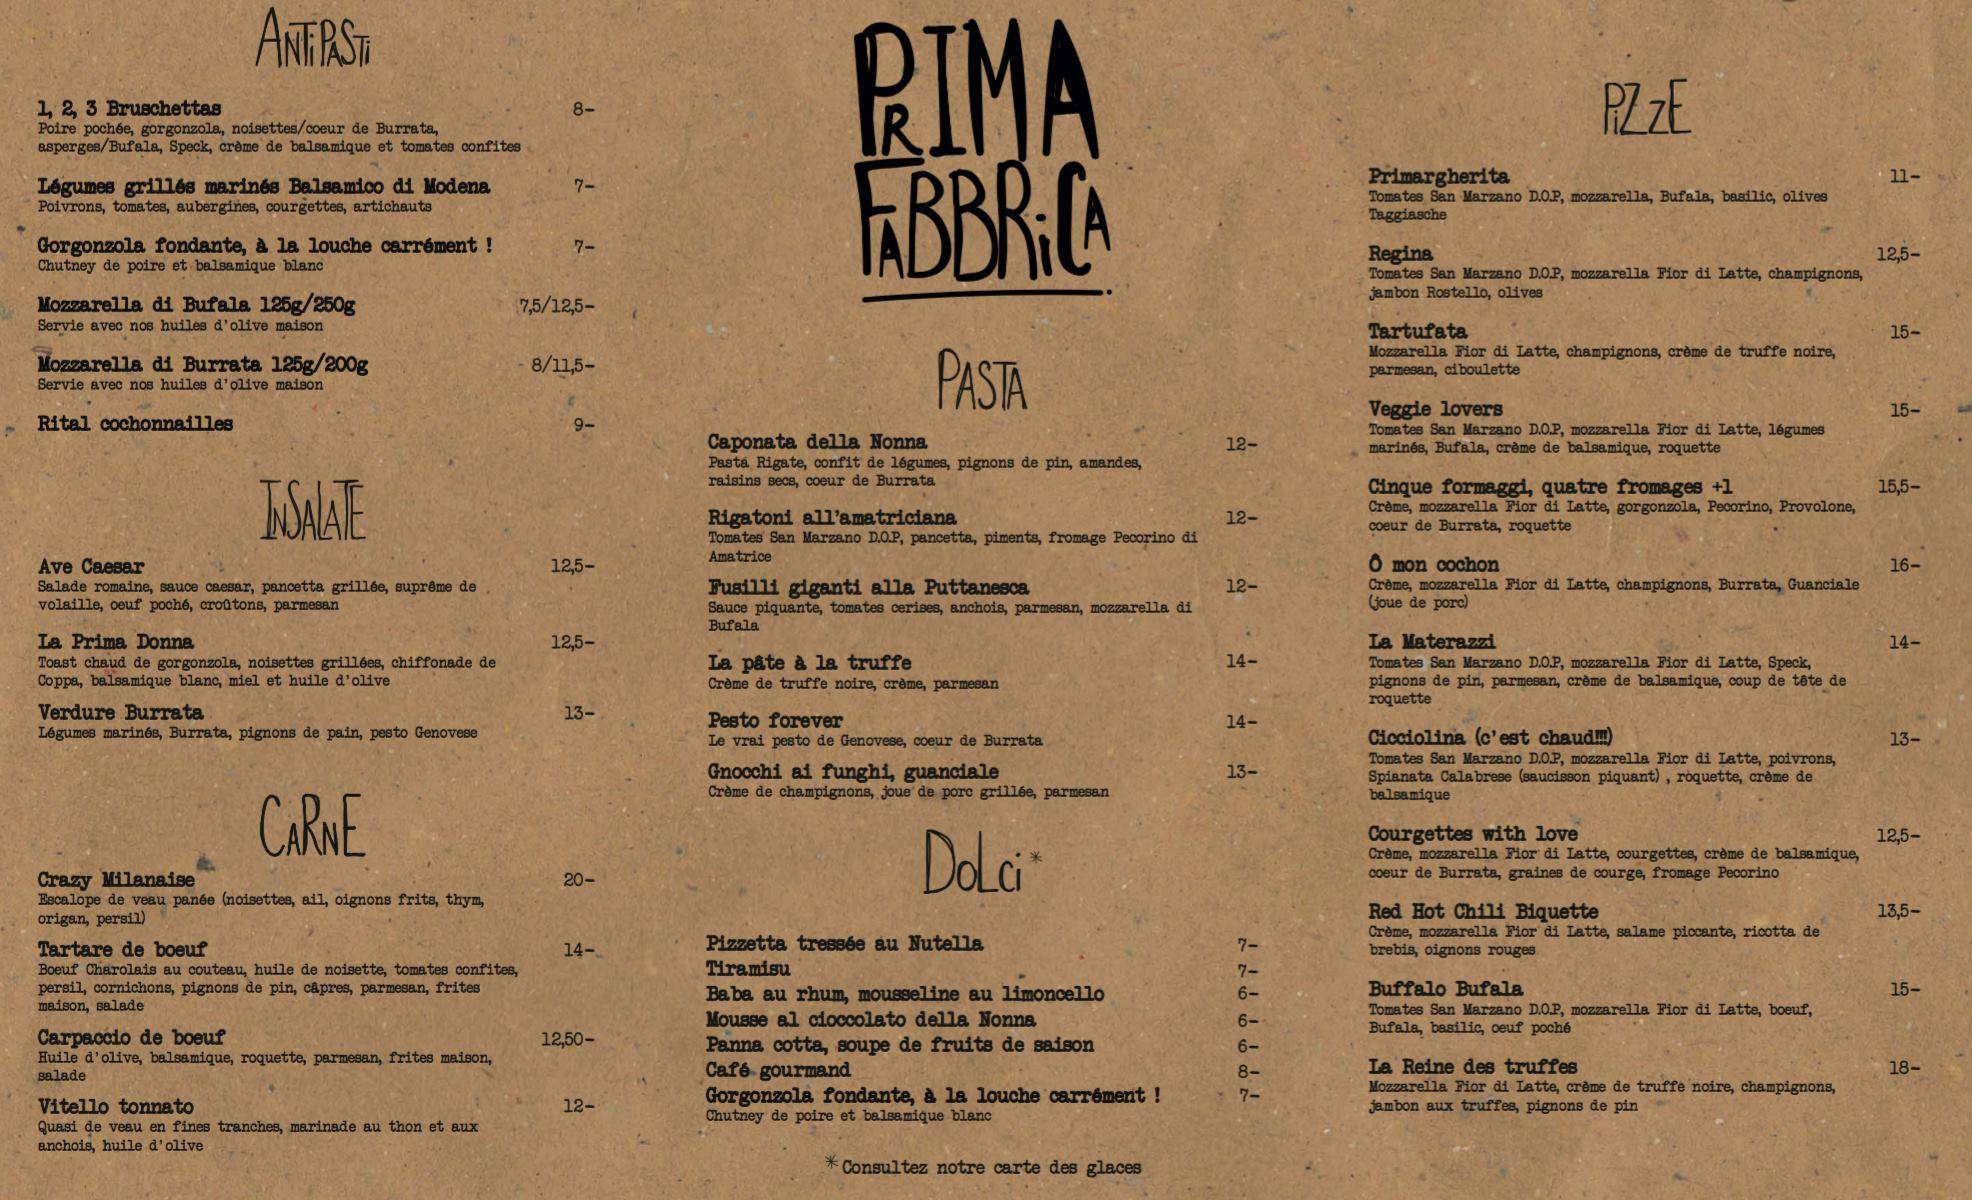 ANTiPASTi
1, 2, 3 Bruschettas 8-
Poire pochée, gorgonzola, noisettes/coeur de Burrata,
asperges/Bufala, Speck, crème de balsamique et tomates confites
Légumes grillés marinés Balsamico di Modena 7-
Poivrons, tomates, aubergines, courgettes, artichauts
Gorgonzola fondante, à la louche carrément ! 7-
Chutney de poire et balsamique blanc
Mozzarella di Bufala 125g/250g 7,5/12,5-
Servie avec nos huiles d'olive maison
Mozzarella di Burrata 125g/200g 8/11,5-
Servie avec nos huiles d'olive maison
Rital cochonnailles 9-
INSALATE
Ave Caesar 12,5-
Salade romaine, sauce caesar, pancetta grillée, suprême de
volaille, oeuf poché, croûtons, parmesan
La Prima Donna 12,5-
Toast chaud de gorgonzola, noisettes grillées, chiffonade de
Coppa, balsamique blanc, miel et huile d'olive
Verdure Burrata 13-
Légumes marinés, Burrata, pignons de pain, pesto Genovese
CARNE
Crazy Milanaise 20-
Escalope de veau panée (noisettes, ail, oignons frits, thym,
origan, persil)
Tartare de boeuf 14-
Boeuf Charolais au couteau, huile de noisette, tomates confites,
persil, cornichons, pignons de pin, câpres, parmesan, frites
maison, salade
Carpaccio de boeuf 12,50-
Huile d'olive, balsamique, roquette, parmesan, frites maison,
salade
Vitello tonnato 12-
Quasi de veau en fines tranches, marinade au thon et aux
anchois, huile d'olive
PRIMA
FABBRiCA
PASTA
Caponata della Nonna 12-
Pasta Rigate, confit de légumes, pignons de pin, amandes,
raisins secs, coeur de Burrata
Rigatoni all'amatriciana 12-
Tomates San Marzano D.O.P, pancetta, piments, fromage Pecorino di
Amatrice
Fusilli giganti alla Puttanesca 12-
Sauce piquante, tomates cerises, anchois, parmesan, mozzarella di
Bufala
La pâte à la truffe 14-
Crème de truffe noire, crème, parmesan
Pesto forever 14-
Le vrai pesto de Genovese, coeur de Burrata
Gnocchi ai funghi, guanciale 13-
Crème de champignons, joue de porc grillée, parmesan
DoLci*
Pizzetta tressée au Nutella 7-
Tiramisu 7-
Baba au rhum, mousseline au limoncello 6-
Mousse al cioccolato della Nonna 6-
Panna cotta, soupe de fruits de saison 6-
Café gourmand 8-
Gorgonzola fondante, à la louche carrément ! 7-
Chutney de poire et balsamique blanc
*Consultez notre carte des glaces
PiZzE
Primargherita 11-
Tomates San Marzano D.O.P, mozzarella, Bufala, basilic, olives
Taggiasche
Regina 12,5-
Tomates San Marzano D.O.P, mozzarella Fior di Latte, champignons,
jambon Rostello, olives
Tartufata 15-
Mozzarella Fior di Latte, champignons, crème de truffe noire,
parmesan, ciboulette
Veggie lovers 15-
Tomates San Marzano D.O.P, mozzarella Fior di Latte, légumes
marinés, Bufala, crème de balsamique, roquette
Cinque formaggi, quatre fromages +1 15,5-
Crème, mozzarella Fior di Latte, gorgonzola, Pecorino, Provolone,
coeur de Burrata, roquette
Ô mon cochon 16-
Crème, mozzarella Fior di Latte, champignons, Burrata, Guanciale
(joue de porc)
La Materazzi 14-
Tomates San Marzano D.O.P, mozzarella Fior di Latte, Speck,
pignons de pin, parmesan, crème de balsamique, coup de tête de
roquette
Cicciolina (c'est chaud!!!) 13-
Tomates San Marzano D.O.P, mozzarella Fior di Latte, poivrons,
Spianata Calabrese (saucisson piquant) , roquette, crème de
balsamique
Courgettes with love 12,5-
Crème, mozzarella Fior di Latte, courgettes, crème de balsamique,
coeur de Burrata, graines de courge, fromage Pecorino
Red Hot Chili Biquette 13,5-
Crème, mozzarella Fior di Latte, salame piccante, ricotta de
brebis, oignons rouges
Buffalo Bufala 15-
Tomates San Marzano D.O.P, mozzarella Fior di Latte, boeuf,
Bufala, basilic, oeuf poché
La Reine des truffes 18-
Mozzarella Fior di Latte, crème de truffe noire, champignons,
jambon aux truffes, pignons de pin